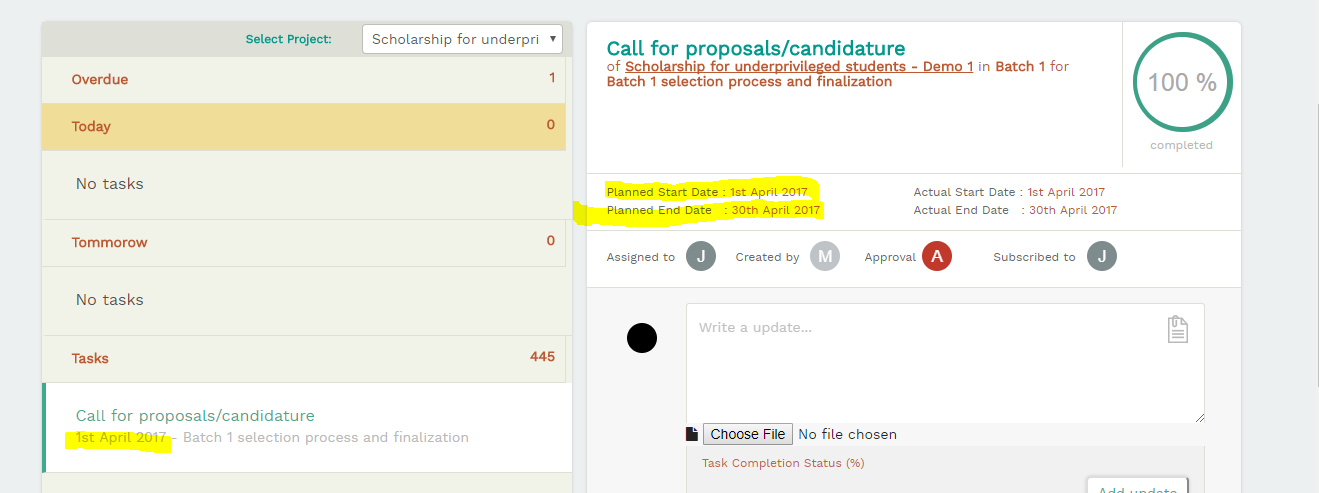 Select Project: Scholarship for underpri
Overdue 1
Today 0
No tasks
Tommorow 0
No tasks
Tasks 445
Call for proposals/candidature
1st April 2017 - Batch 1 selection process and finalization
Call for proposals/candidature
of Scholarship for underprivileged students - Demo 1 in Batch 1 for
Batch 1 selection process and finalization
100 %
completed
Planned Start Date : 1st April 2017
Planned End Date : 30th April 2017
Actual Start Date : 1st April 2017
Actual End Date : 30th April 2017
Assigned to J Created by M Approval A Subscribed to J
Write a update...
Choose File No file chosen
Task Completion Status (%)
Add update